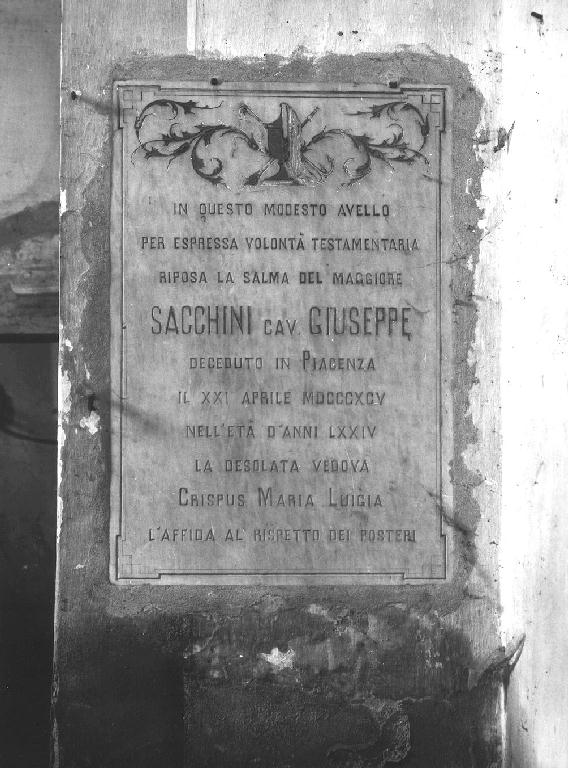 IN QUESTO MODESTO AVELLO
PER ESPRESSA VOLONTÀ TESTAMENTARIA
RIPOSA LA SALMA DEL MAGGIORE
SACCHINI CAV. GIUSEPPE
DECEDUTO IN PIACENZA
IL XXI APRILE MDCCCXCV
NELL'ETÀ D'ANNI LXXIV
LA DESOLATA VEDOVA
CRISPUS MARIA LUIGIA
L'AFFIDA AL RISPETTO DEI POSTERI